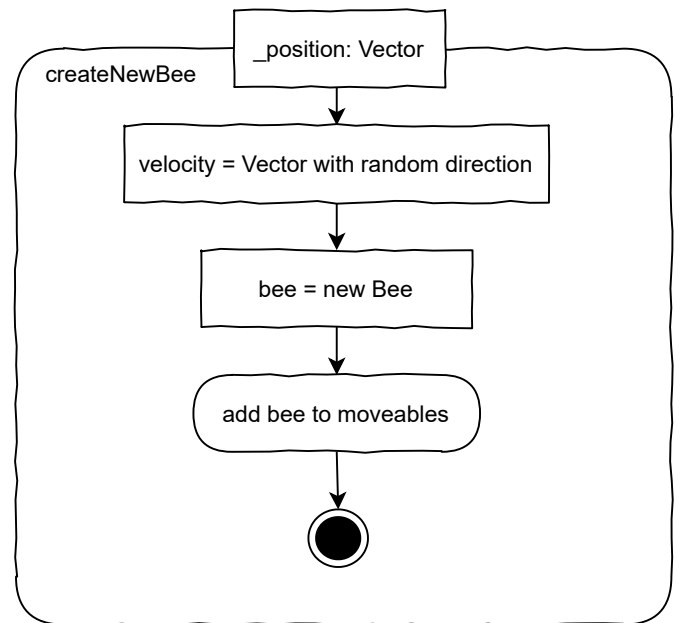 _position: Vector
createNewBee
velocity = Vector with random direction
bee = new Bee
add bee to moveables